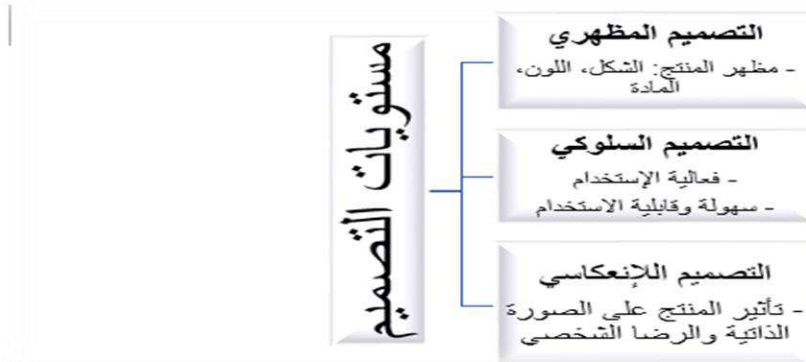 مستويات التصميم
التصميم المظهري
- مظهر المنتج: الشكل، اللون،
المادة
التصميم السلوكي
- فعالية الإستخدام
- سهولة وقابلية الاستخدام
التصميم اللإنعكاسي
- تأثير المنتج على الصورة
الذاتية والرضا الشخصي